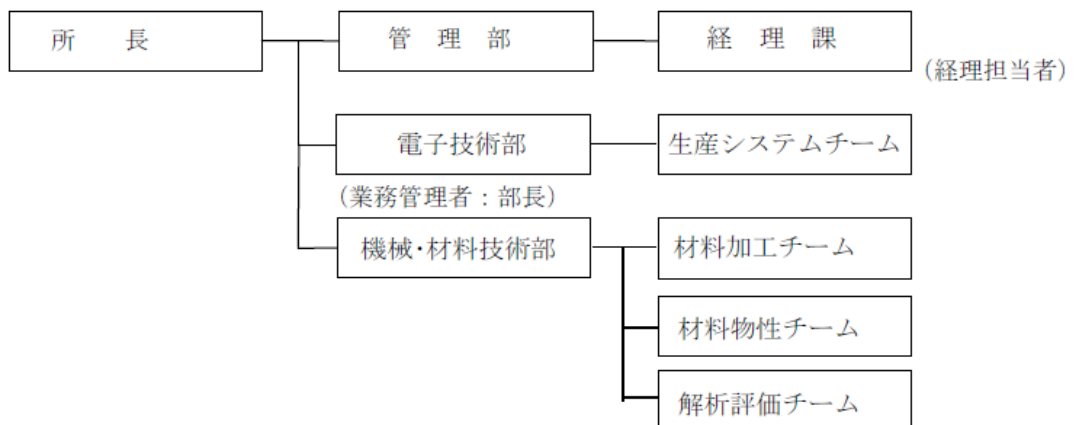 所 長
管 理 部
経 理 課
(経理担当者)
電子技術部
生産システムチーム
(業務管理者:部長)
機械・材料技術部
材料加工チーム
材料物性チーム
解析評価チーム